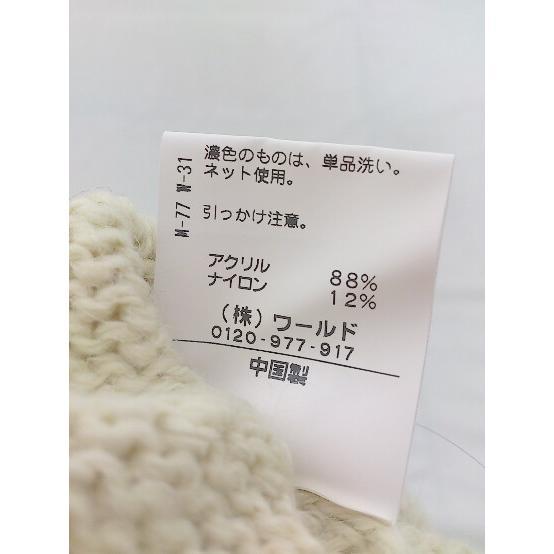 濃色のものは、単品洗い。
ネット使用。
引っかけ注意。
アクリル 88%
ナイロン 12%
(株) ワールド
0120-977-917
中国製
M-77 W-31